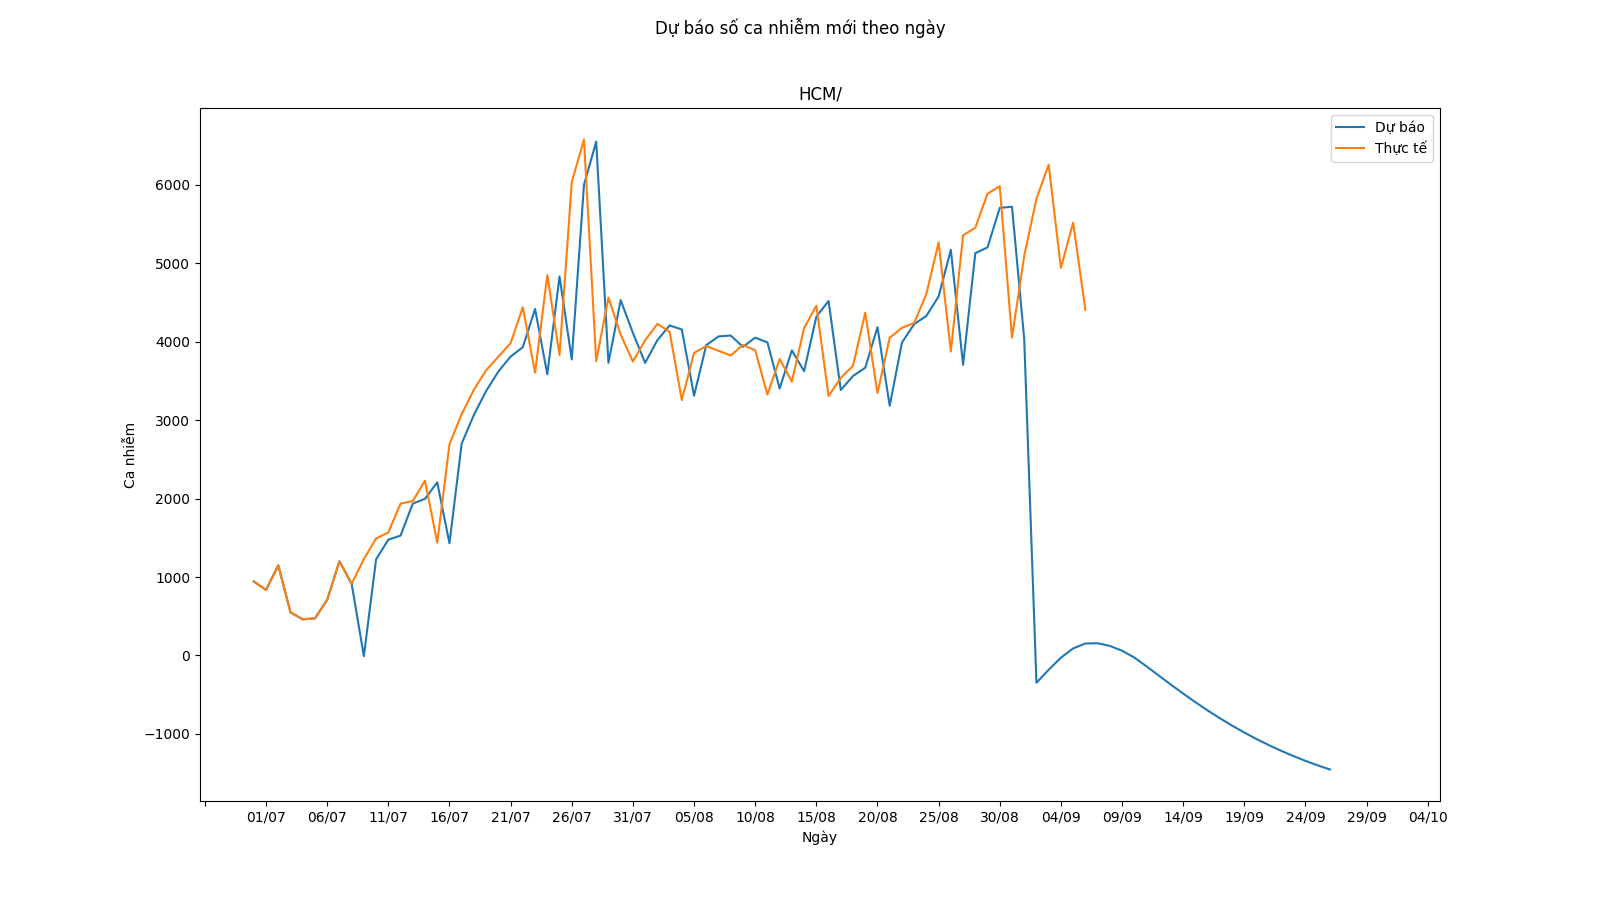 Dự báo số ca nhiễm mới theo ngày
HCM/
Dự báo
Thực tế
6000
5000
4000
3000
2000
1000
0
−1000
Ca nhiễm
01/07 06/07 11/07 16/07 21/07 26/07 31/07 05/08 10/08 15/08 20/08 25/08 30/08 04/09 09/09 14/09 19/09 24/09 29/09 04/10
Ngày